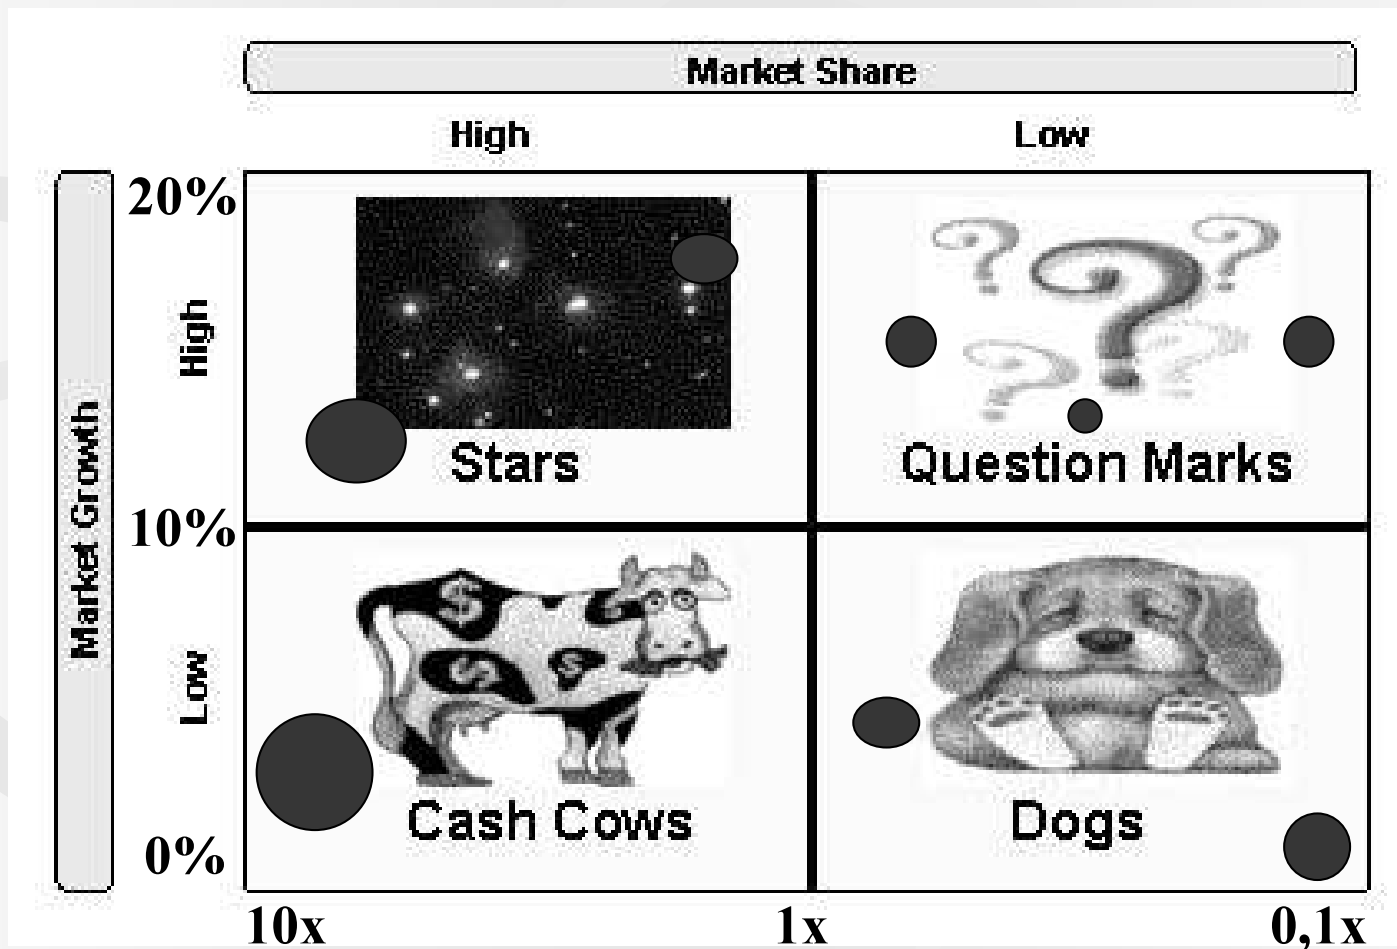 Market Share
High
Low
20%
High
Market Growth
Stars
Question Marks
10%
$
$
$
Low
Cash Cows
Dogs
0%
10x
1x
0,1x